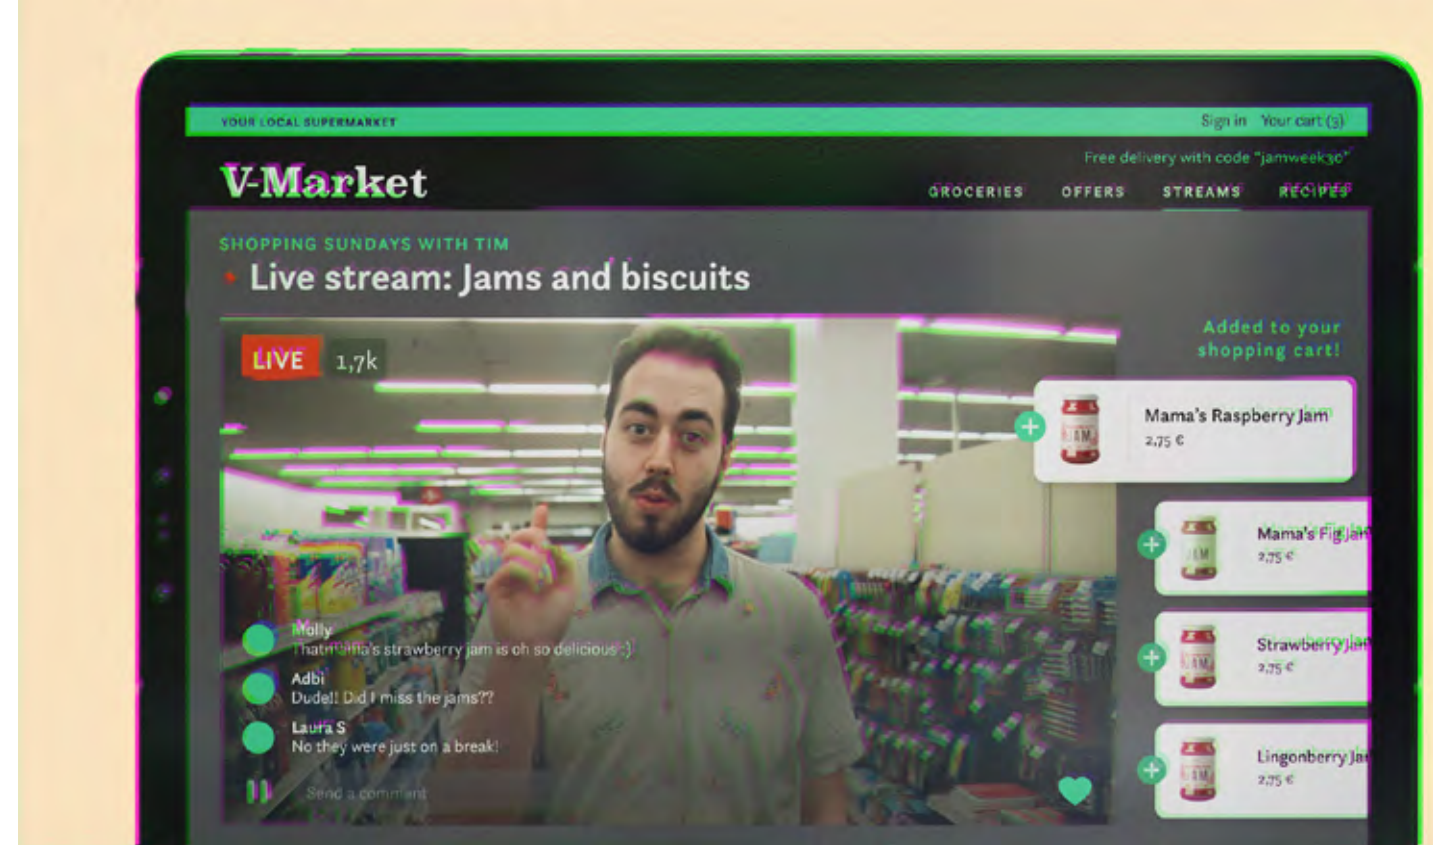 YOUR LOCAL SUPERMARKET
Sign in Your cart (3)
Free delivery with code "jamweek30"
V-Market
GROCERIES OFFERS STREAMS RECIPES
SHOPPING SUNDAYS WITH TIM
Live stream: Jams and biscuits
LIVE 1,7k
Added to your
shopping cart!
Mama's Raspberry Jam
2,75 €
JAM
Mama's Fig Jam
2,75 €
JAM
Strawberry Jam
2,75 €
JAM
Lingonberry Jam
2,75 €
JAM
Molly
That mama's strawberry jam is oh so delicious :)
Adbi
Dude!! Did I miss the jams??
Laura S
No they were just on a break!
Send a comment